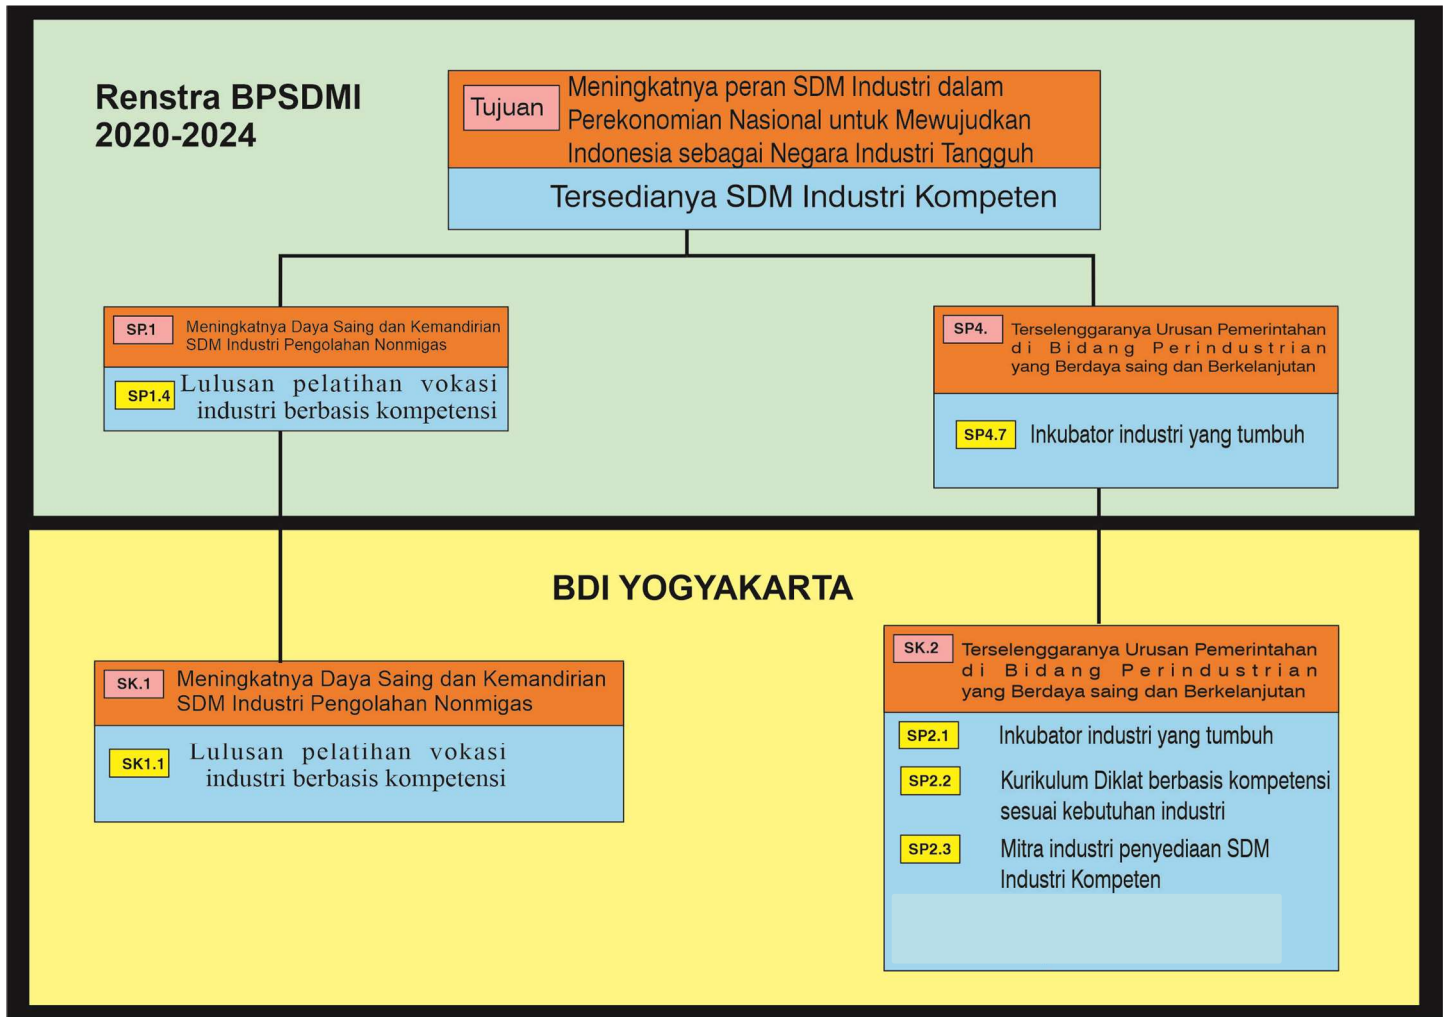 Renstra BPSDMI
2020-2024
Tujuan
Meningkatnya peran SDM Industri dalam
Perekonomian Nasional untuk Mewujudkan
Indonesia sebagai Negara Industri Tangguh
Tersedianya SDM Industri Kompeten
SP.1
Meningkatnya Daya Saing dan Kemandirian
SDM Industri Pengolahan Nonmigas
SP1.4
Lulusan pelatihan vokasi
industri berbasis kompetensi
SP4.
Terselenggaranya Urusan Pemerintahan
di Bidang Perindustrian
yang Berdaya saing dan Berkelanjutan
SP4.7
Inkubator industri yang tumbuh
BDI YOGYAKARTA
SK.1
Meningkatnya Daya Saing dan Kemandirian
SDM Industri Pengolahan Nonmigas
SK1.1
Lulusan pelatihan vokasi
industri berbasis kompetensi
SK.2
Terselenggaranya Urusan Pemerintahan
di Bidang Perindustrian
yang Berdaya saing dan Berkelanjutan
SP2.1
Inkubator industri yang tumbuh
SP2.2
Kurikulum Diklat berbasis kompetensi
sesuai kebutuhan industri
SP2.3
Mitra industri penyediaan SDM
Industri Kompeten